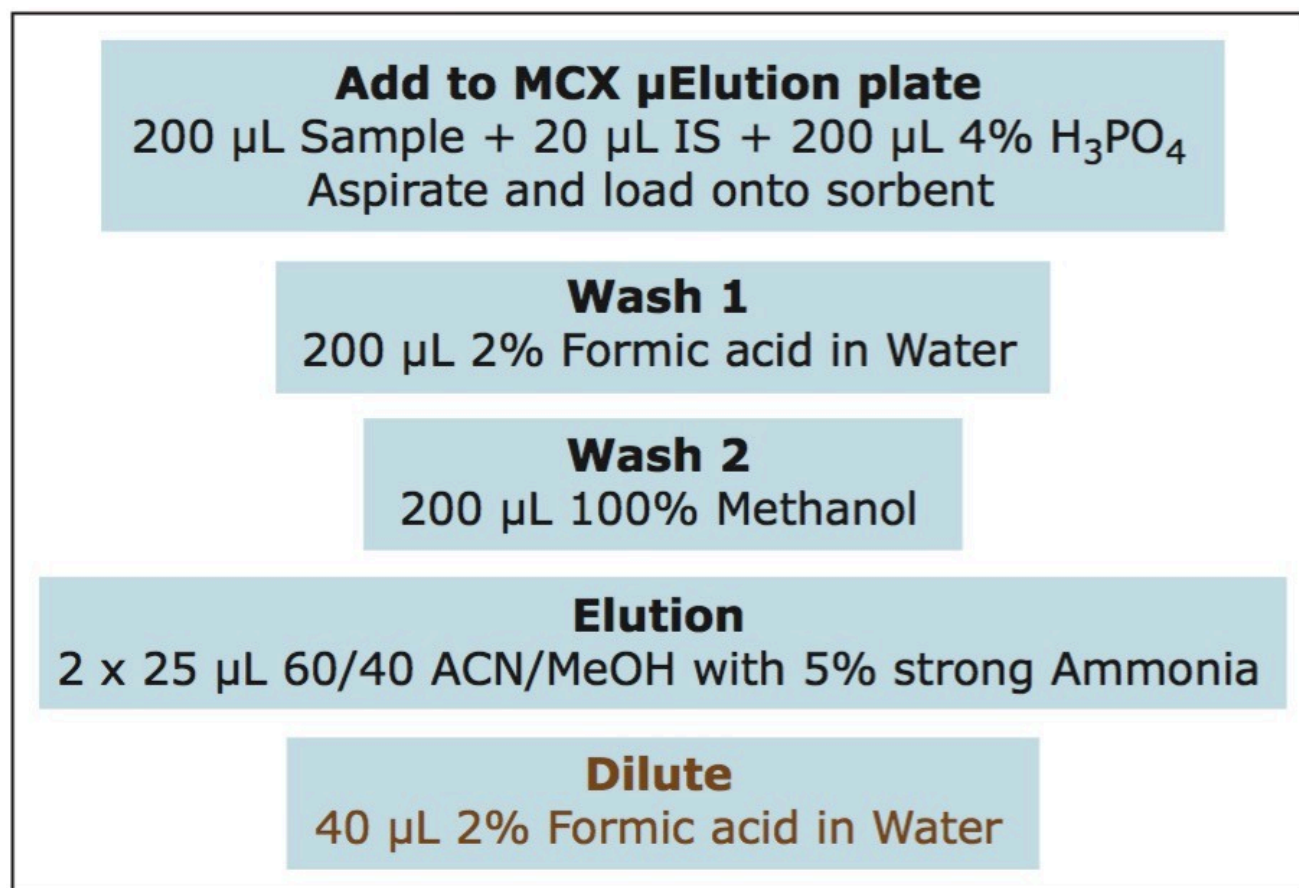 Add to MCX µElution plate
200 µL Sample + 20 µL IS + 200 µL 4% H₃PO₄
Aspirate and load onto sorbent
Wash 1
200 µL 2% Formic acid in Water
Wash 2
200 µL 100% Methanol
Elution
2 x 25 µL 60/40 ACN/MeOH with 5% strong Ammonia
Dilute
40 µL 2% Formic acid in Water